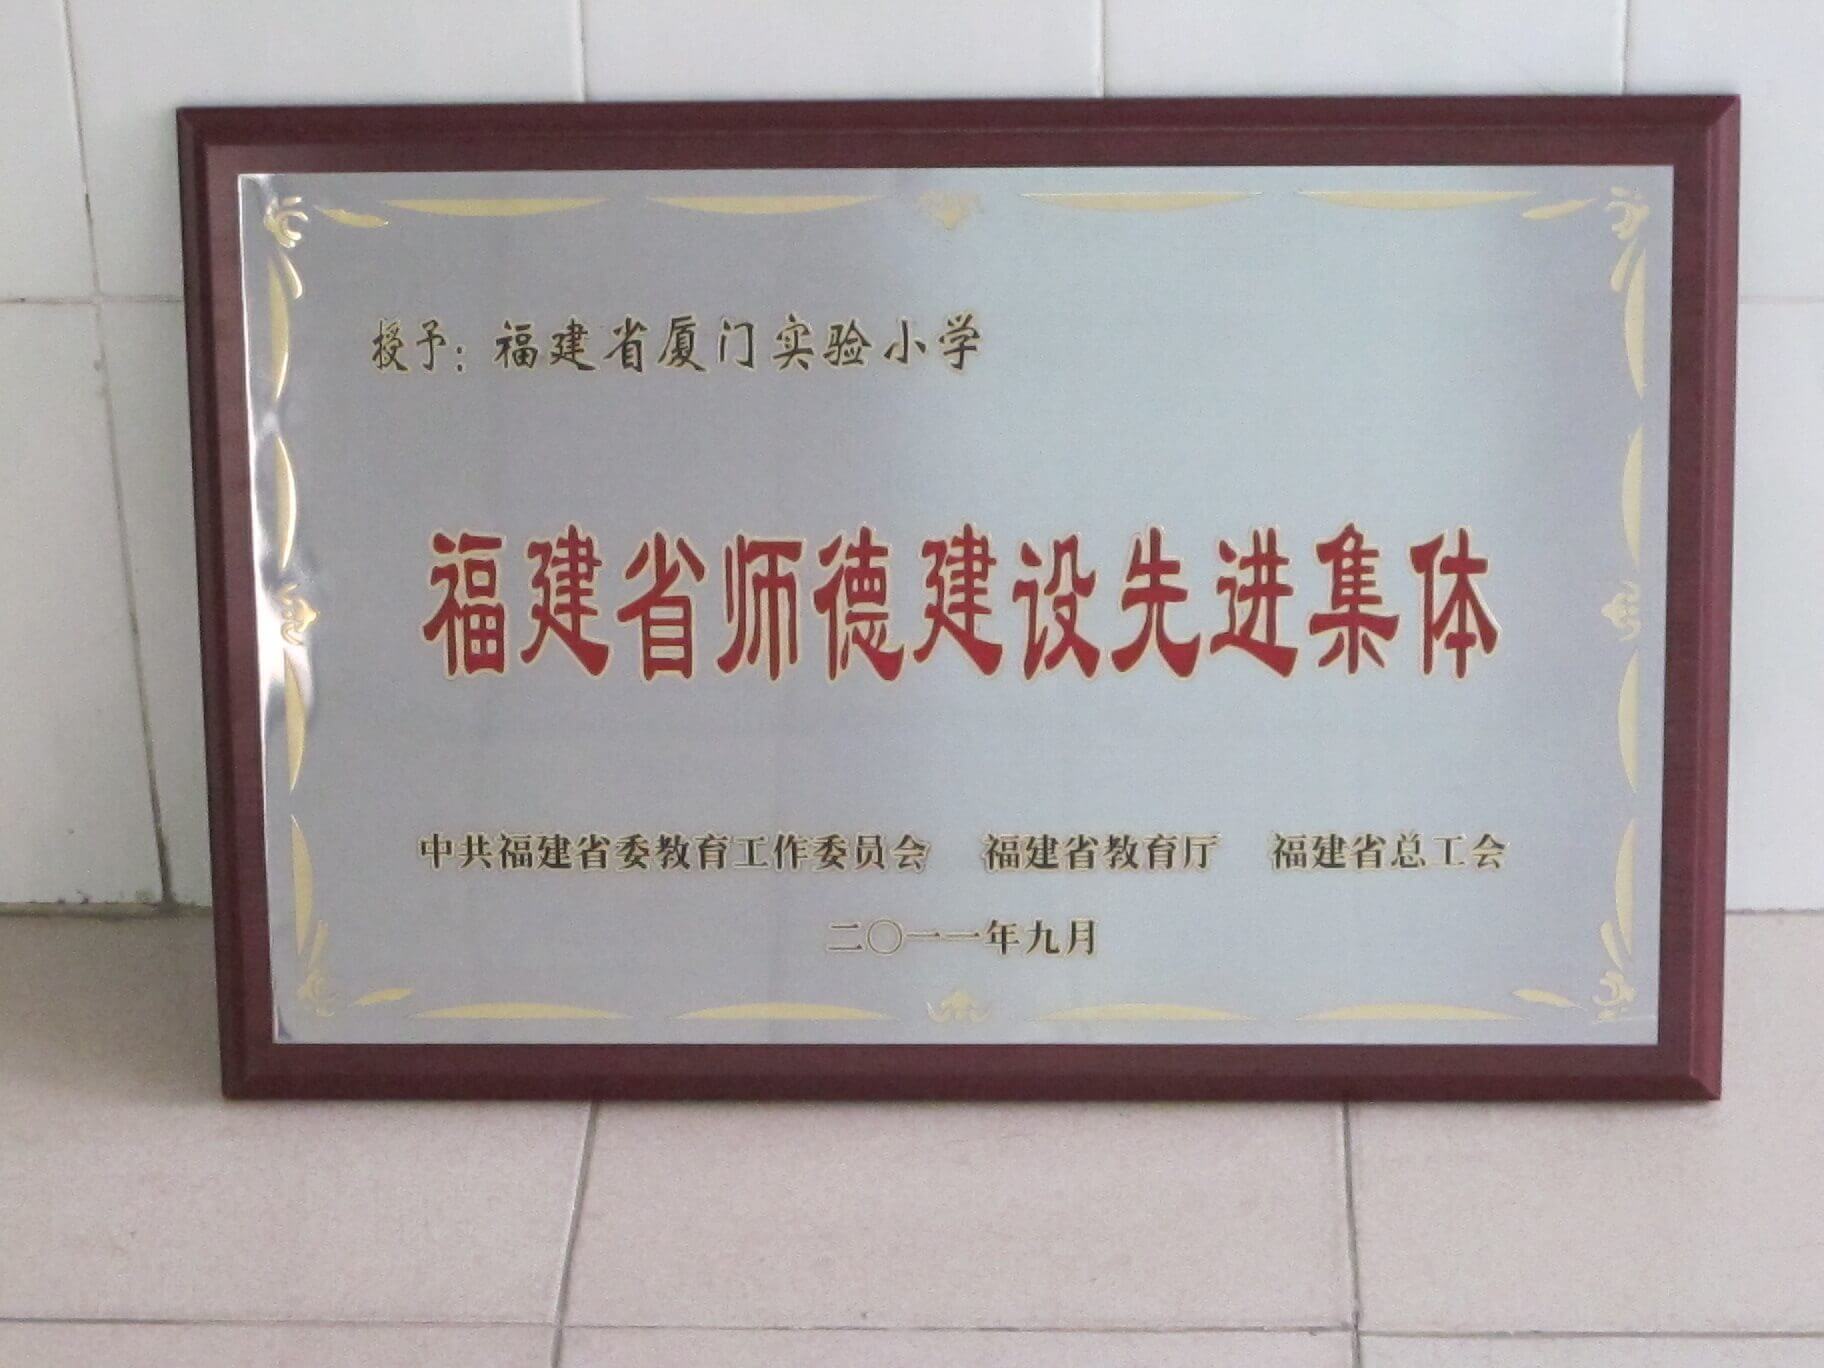 授予：福建省厦门实验小学
福建省师德建设先进集体
中共福建省委教育工作委员会 福建省教育厅 福建省总工会
二〇一一年九月